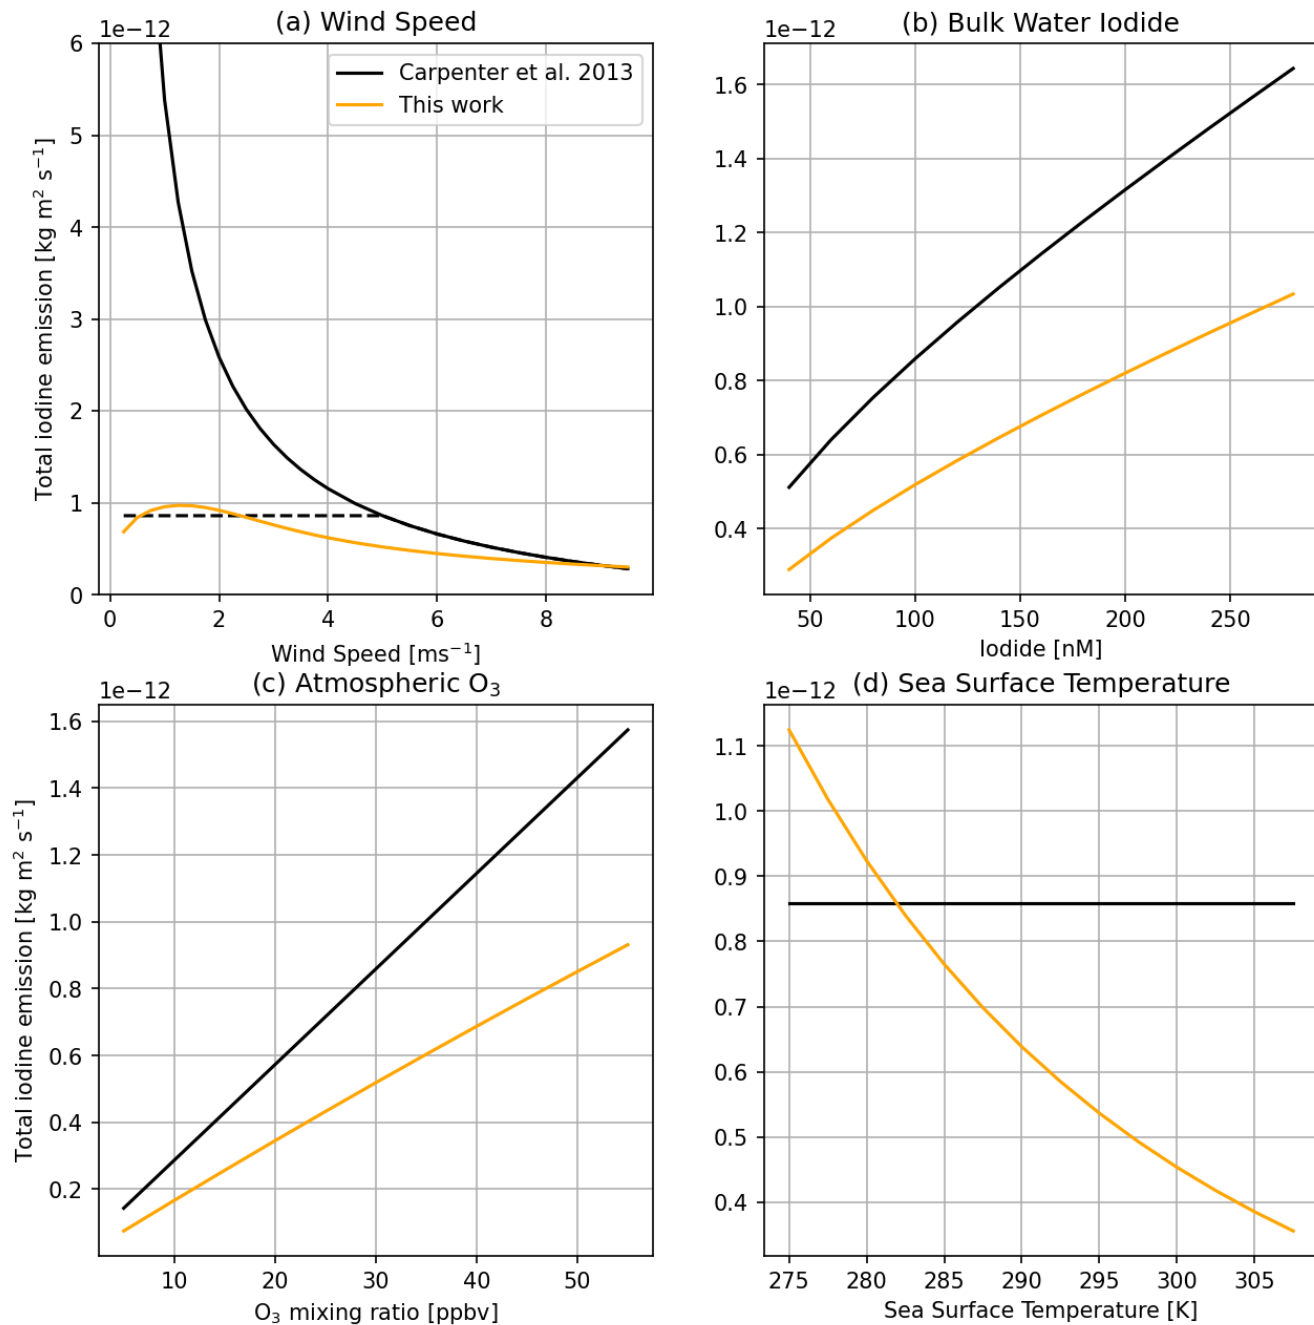 (a) Wind Speed
1e−12
6
5
4
3
2
1
0
0 2 4 6 8
Total iodine emission [kg m² s⁻¹]
Wind Speed [ms⁻¹]
Carpenter et al. 2013
This work
(b) Bulk Water Iodide
1e−12
1.6
1.4
1.2
1.0
0.8
0.6
0.4
50 100 150 200 250
Iodide [nM]
(c) Atmospheric O₃
1e−12
1.6
1.4
1.2
1.0
0.8
0.6
0.4
0.2
10 20 30 40 50
Total iodine emission [kg m² s⁻¹]
O₃ mixing ratio [ppbv]
(d) Sea Surface Temperature
1e−12
1.1
1.0
0.9
0.8
0.7
0.6
0.5
0.4
275 280 285 290 295 300 305
Sea Surface Temperature [K]